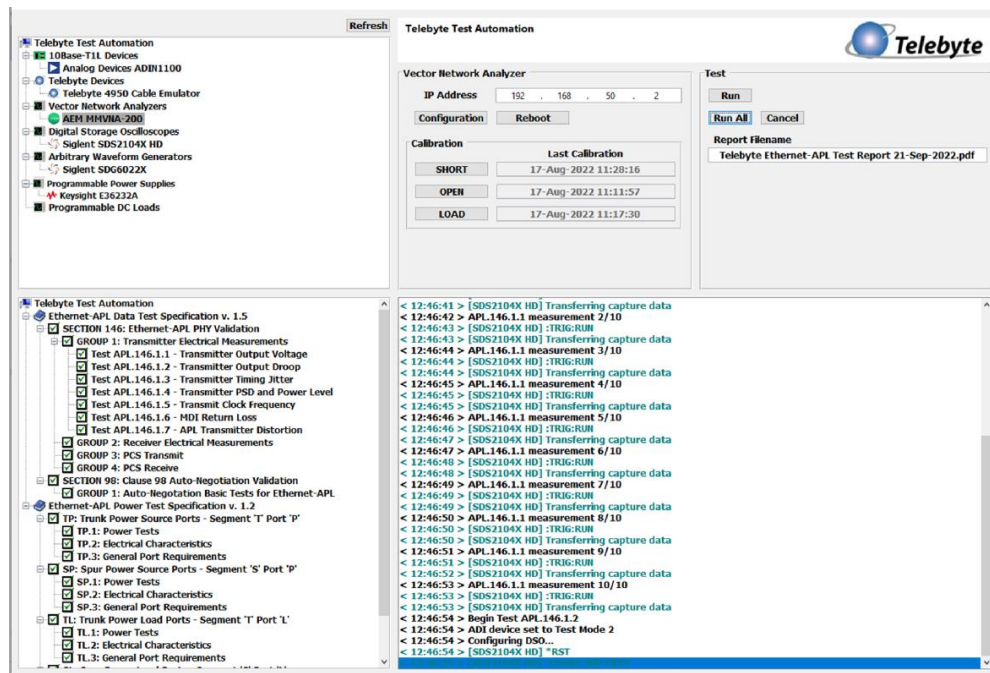 Refresh
Telebyte Test Automation
10Base-T1L Devices
Analog Devices ADIN1100
Telebyte Devices
Telebyte 4950 Cable Emulator
Vector Network Analyzers
AEM MMVNA-200
Digital Storage Oscilloscopes
Siglent SDS2104X HD
Arbitrary Waveform Generators
Siglent SDG6022X
Programmable Power Supplies
Keysight E36232A
Programmable DC Loads
Telebyte Test Automation
Telebyte
Vector Network Analyzer
IP Address 192 . 168 . 50 . 2
Configuration Reboot
Calibration
Last Calibration
SHORT 17-Aug-2022 11:28:16
OPEN 17-Aug-2022 11:11:57
LOAD 17-Aug-2022 11:17:30
Test
Run
Run All Cancel
Report Filename
Telebyte Ethernet-APL Test Report 21-Sep-2022.pdf
Telebyte Test Automation
Ethernet-APL Data Test Specification v. 1.5
SECTION 146: Ethernet-APL PHY Validation
GROUP 1: Transmitter Electrical Measurements
Test APL.146.1.1 - Transmitter Output Voltage
Test APL.146.1.2 - Transmitter Output Droop
Test APL.146.1.3 - Transmitter Timing Jitter
Test APL.146.1.4 - Transmitter PSD and Power Level
Test APL.146.1.5 - Transmit Clock Frequency
Test APL.146.1.6 - MDI Return Loss
Test APL.146.1.7 - APL Transmitter Distortion
GROUP 2: Receiver Electrical Measurements
GROUP 3: PCS Transmit
GROUP 4: PCS Receive
SECTION 98: Clause 98 Auto-Negotiation Validation
GROUP 1: Auto-Negotation Basic Tests for Ethernet-APL
Ethernet-APL Power Test Specification v. 1.2
TP: Trunk Power Source Ports - Segment 'T' Port 'P'
TP.1: Power Tests
TP.2: Electrical Characteristics
TP.3: General Port Requirements
SP: Spur Power Source Ports - Segment 'S' Port 'P'
SP.1: Power Tests
SP.2: Electrical Characteristics
SP.3: General Port Requirements
TL: Trunk Power Load Ports - Segment 'T' Port 'L'
TL.1: Power Tests
TL.2: Electrical Characteristics
TL.3: General Port Requirements
< 12:46:41 > [SDS2104X HD] Transferring capture data
< 12:46:42 > APL.146.1.1 measurement 2/10
< 12:46:43 > [SDS2104X HD] :TRIG:RUN
< 12:46:43 > [SDS2104X HD] Transferring capture data
< 12:46:44 > APL.146.1.1 measurement 3/10
< 12:46:44 > [SDS2104X HD] :TRIG:RUN
< 12:46:44 > [SDS2104X HD] Transferring capture data
< 12:46:45 > APL.146.1.1 measurement 4/10
< 12:46:45 > [SDS2104X HD] :TRIG:RUN
< 12:46:45 > [SDS2104X HD] Transferring capture data
< 12:46:46 > APL.146.1.1 measurement 5/10
< 12:46:46 > [SDS2104X HD] :TRIG:RUN
< 12:46:47 > [SDS2104X HD] Transferring capture data
< 12:46:47 > APL.146.1.1 measurement 6/10
< 12:46:48 > [SDS2104X HD] :TRIG:RUN
< 12:46:48 > [SDS2104X HD] Transferring capture data
< 12:46:49 > APL.146.1.1 measurement 7/10
< 12:46:49 > [SDS2104X HD] :TRIG:RUN
< 12:46:49 > [SDS2104X HD] Transferring capture data
< 12:46:50 > APL.146.1.1 measurement 8/10
< 12:46:50 > [SDS2104X HD] :TRIG:RUN
< 12:46:50 > [SDS2104X HD] Transferring capture data
< 12:46:51 > APL.146.1.1 measurement 9/10
< 12:46:51 > [SDS2104X HD] :TRIG:RUN
< 12:46:52 > [SDS2104X HD] Transferring capture data
< 12:46:53 > APL.146.1.1 measurement 10/10
< 12:46:53 > [SDS2104X HD] :TRIG:RUN
< 12:46:53 > [SDS2104X HD] Transferring capture data
< 12:46:54 > Begin Test APL.146.1.2
< 12:46:54 > ADI device set to Test Mode 2
< 12:46:54 > Configuring DSO...
< 12:46:54 > [SDS2104X HD] *RST